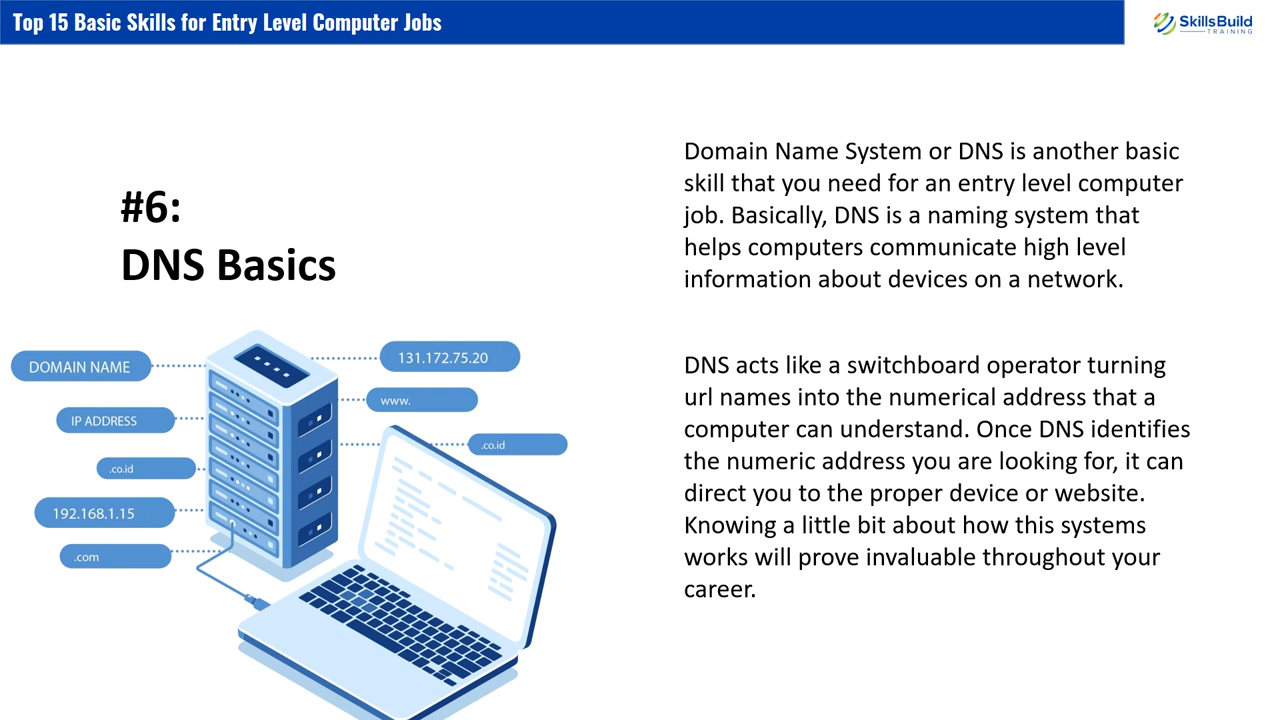 Top 15 Basic Skills for Entry Level Computer Jobs
SkillsBuild
TRAINING
#6:
DNS Basics
Domain Name System or DNS is another basic
skill that you need for an entry level computer
job. Basically, DNS is a naming system that
helps computers communicate high level
information about devices on a network.
DNS acts like a switchboard operator turning
url names into the numerical address that a
computer can understand. Once DNS identifies
the numeric address you are looking for, it can
direct you to the proper device or website.
Knowing a little bit about how this systems
works will prove invaluable throughout your
career.
DOMAIN NAME
IP ADDRESS
.co.id
192.168.1.15
.com
131.172.75.20
www.
.co.id